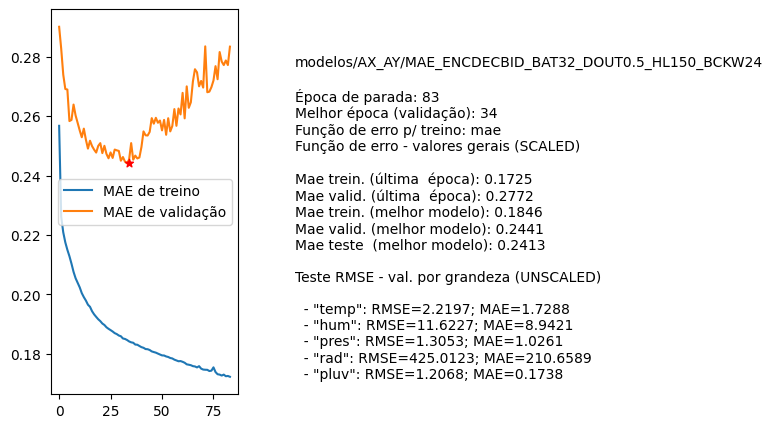 0.28
0.26
0.24
0.22
0.20
0.18
0
25
50
75
MAE de treino
MAE de validação
modelos/AX_AY/MAE_ENCDECBID_BAT32_DOUT0.5_HL150_BCKW24
Época de parada: 83
Melhor época (validação): 34
Função de erro p/ treino: mae
Função de erro - valores gerais (SCALED)
Mae trein. (última  época): 0.1725
Mae valid. (última  época): 0.2772
Mae trein. (melhor modelo): 0.1846
Mae valid. (melhor modelo): 0.2441
Mae teste  (melhor modelo): 0.2413
Teste RMSE - val. por grandeza (UNSCALED)
- "temp": RMSE=2.2197; MAE=1.7288
- "hum": RMSE=11.6227; MAE=8.9421
- "pres": RMSE=1.3053; MAE=1.0261
- "rad": RMSE=425.0123; MAE=210.6589
- "pluv": RMSE=1.2068; MAE=0.1738